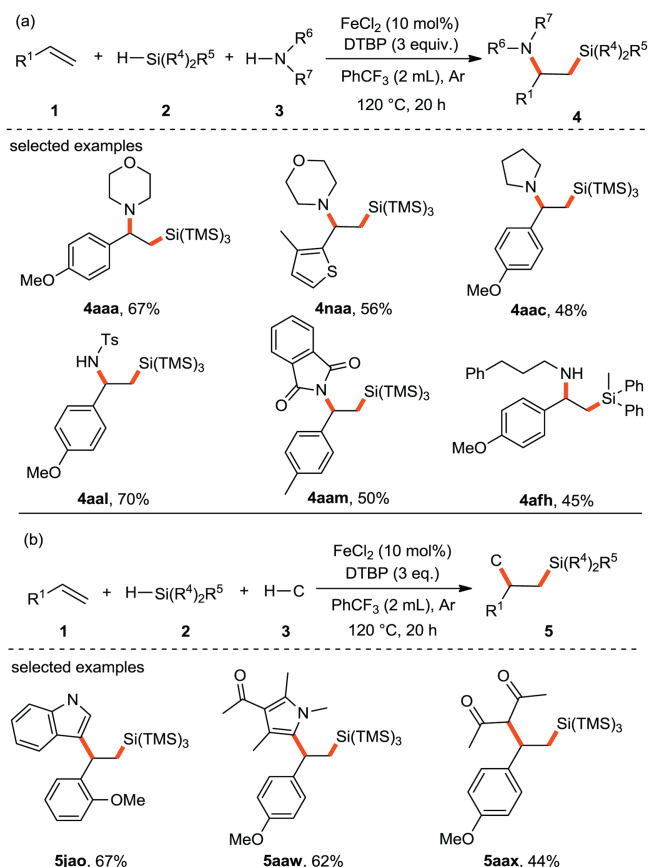 (a)
R¹ + H-Si(R⁴)₂R⁵ + H-N R⁶ R⁷
FeCl₂ (10 mol%)
DTBP (3 equiv.)
PhCF₃ (2 mL), Ar
120 °C, 20 h
R⁷ R⁶ N Si(R⁴)₂R⁵ R¹
1 2 3 4
selected examples
O N Si(TMS)₃ MeO
O N Si(TMS)₃ S
N Si(TMS)₃ MeO
4aaa, 67% 4naa, 56% 4aac, 48%
Ts HN Si(TMS)₃ MeO
O N O Si(TMS)₃
Ph NH Si Ph Ph MeO
4aal, 70% 4aam, 50% 4afh, 45%
(b)
R¹ + H-Si(R⁴)₂R⁵ + H-C
FeCl₂ (10 mol%)
DTBP (3 eq.)
PhCF₃ (2 mL), Ar
120 °C, 20 h
C Si(R⁴)₂R⁵ R¹
1 2 3 5
selected examples
N Si(TMS)₃ OMe
O N Si(TMS)₃ MeO
O O Si(TMS)₃ MeO
5jao, 67% 5aaw, 62% 5aax, 44%